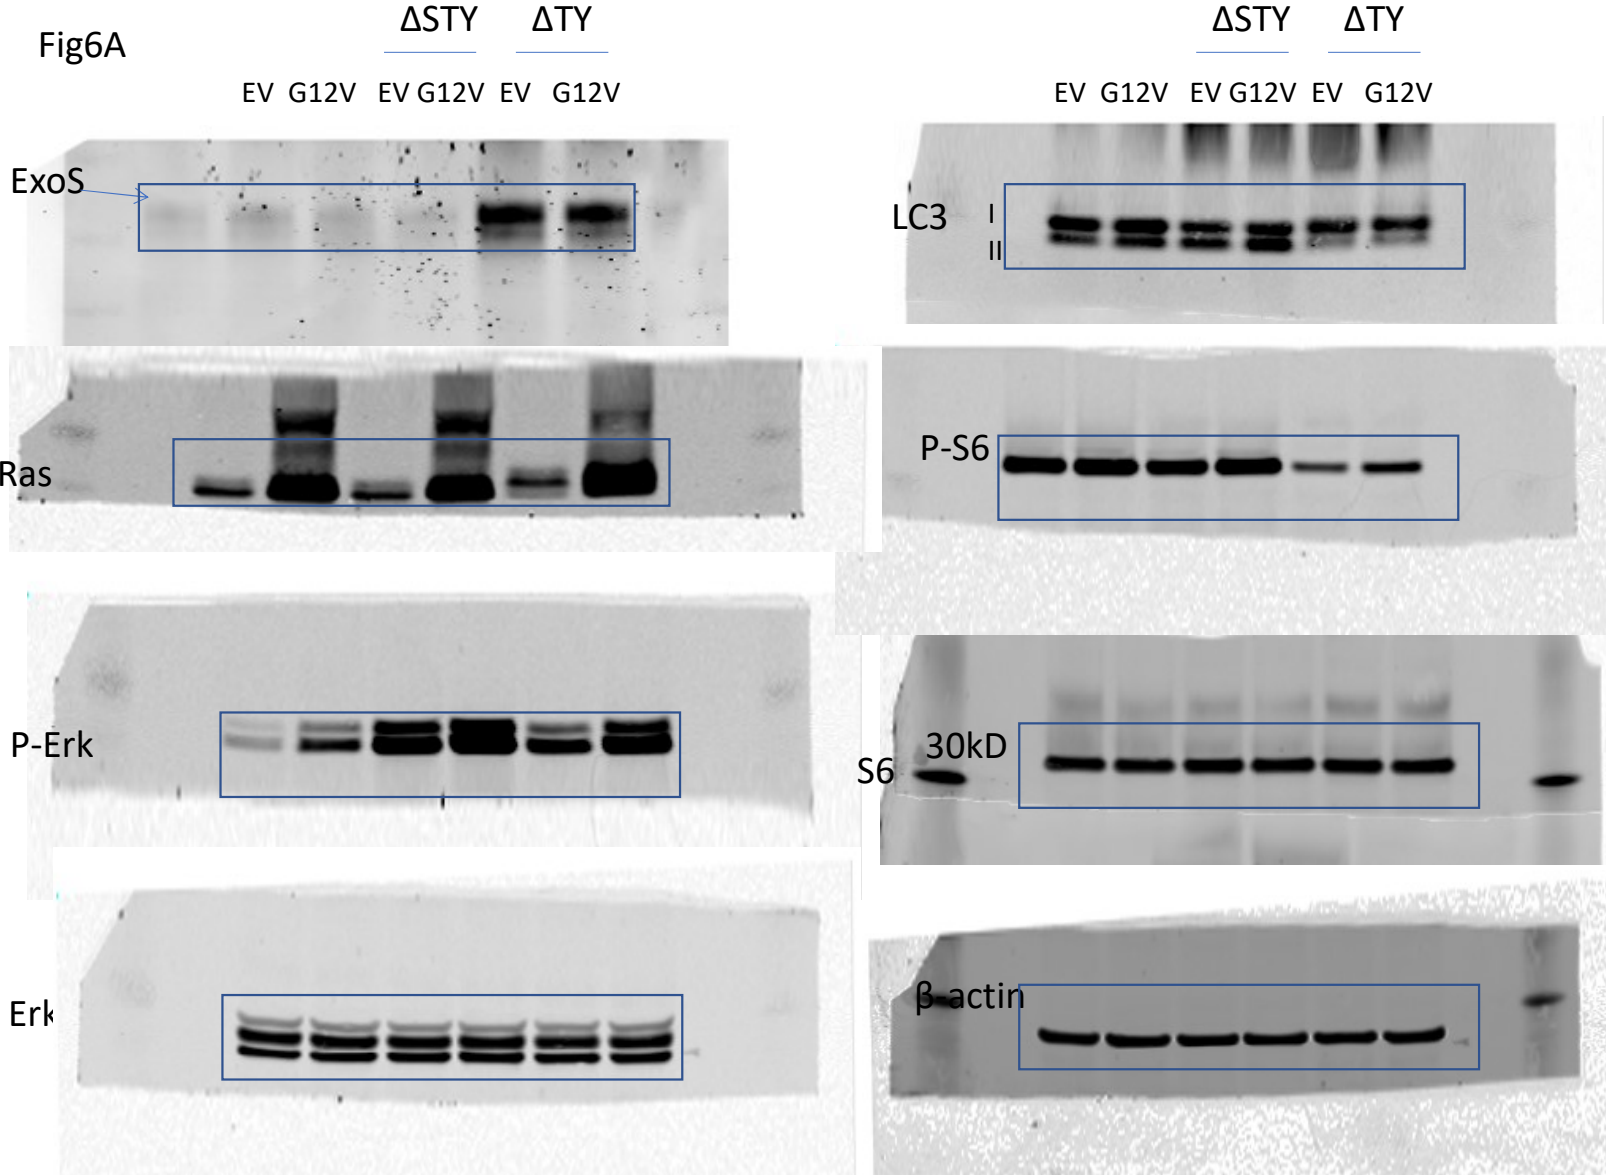 Fig6A
ΔSTY ΔTY
EV G12V EV G12V EV G12V
ExoS
Ras
P-Erk
Erk
ΔSTY ΔTY
EV G12V EV G12V EV G12V
LC3 I
II
P-S6
30kD
S6
β-actin